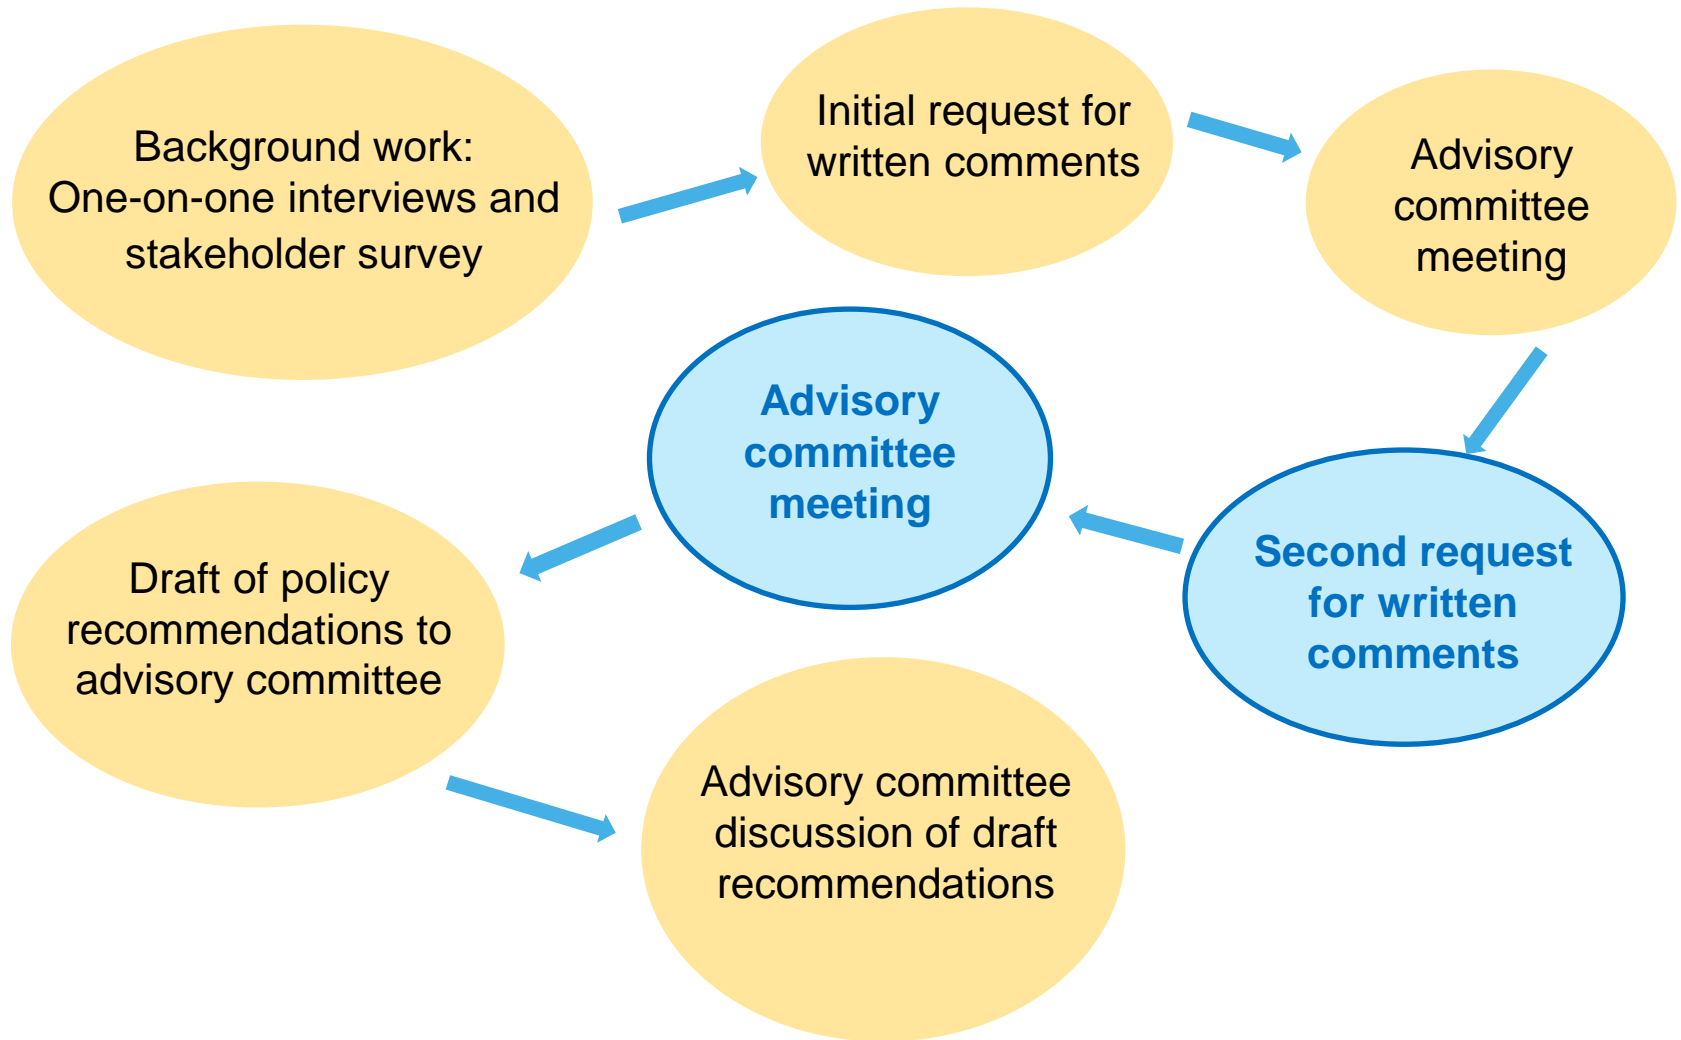 Background work:
One-on-one interviews and
stakeholder survey
Initial request for
written comments
Advisory
committee
meeting
Second request
for written
comments
Advisory
committee
meeting
Draft of policy
recommendations to
advisory committee
Advisory committee
discussion of draft
recommendations